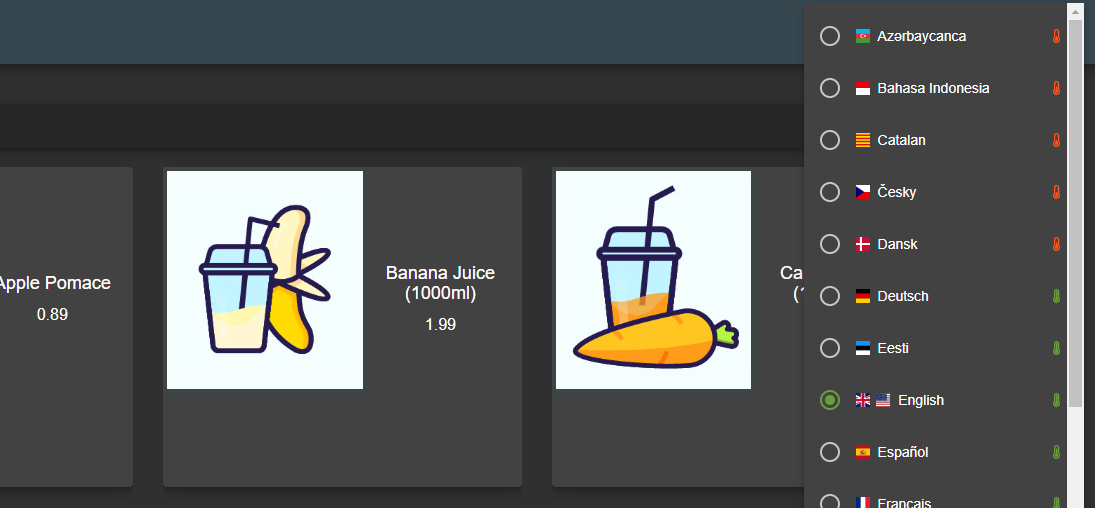 Apple Pomace
0.89
Banana Juice
(1000ml)
1.99
Ca
(1
Azərbaycanca
Bahasa Indonesia
Catalan
Česky
Dansk
Deutsch
Eesti
English
Español
Français